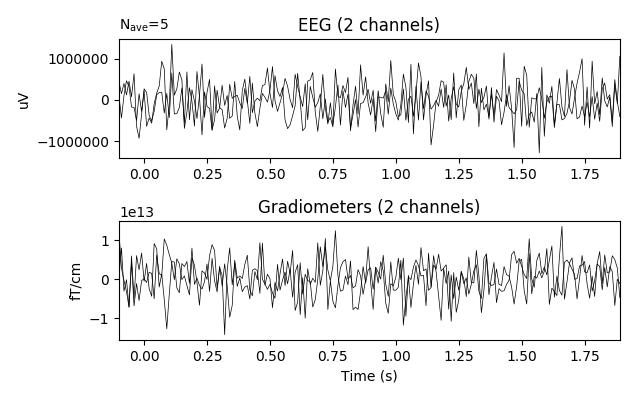 N_ave=5
EEG (2 channels)
1000000
0
−1000000
uV
0.00 0.25 0.50 0.75 1.00 1.25 1.50 1.75
1e13
Gradiometers (2 channels)
1
0
−1
fT/cm
0.00 0.25 0.50 0.75 1.00 1.25 1.50 1.75
Time (s)